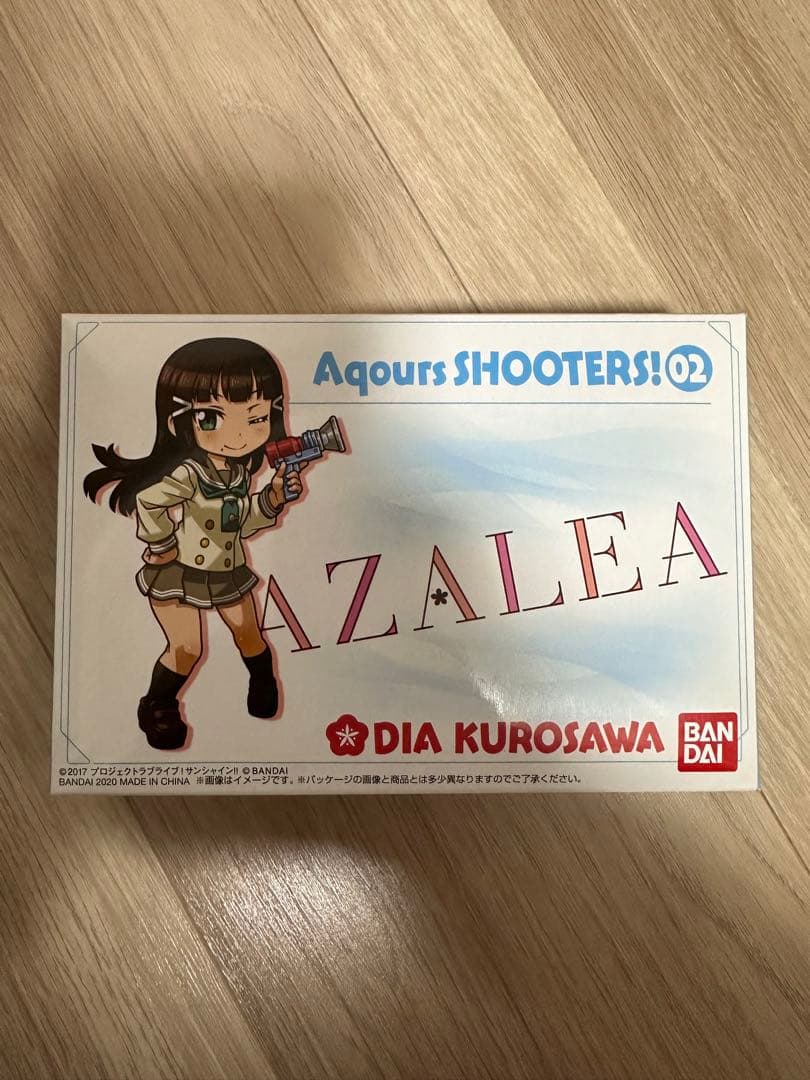 Aqours SHOOTERS! 02
AZALEA
DIA KUROSAWA
BAN
DAI
©2017 プロジェクトラブライブ!サンシャイン!! ©BANDAI
BANDAI 2020 MADE IN CHINA ※画像はイメージです。※パッケージの画像と商品とは多少異なりますのでご了承ください。